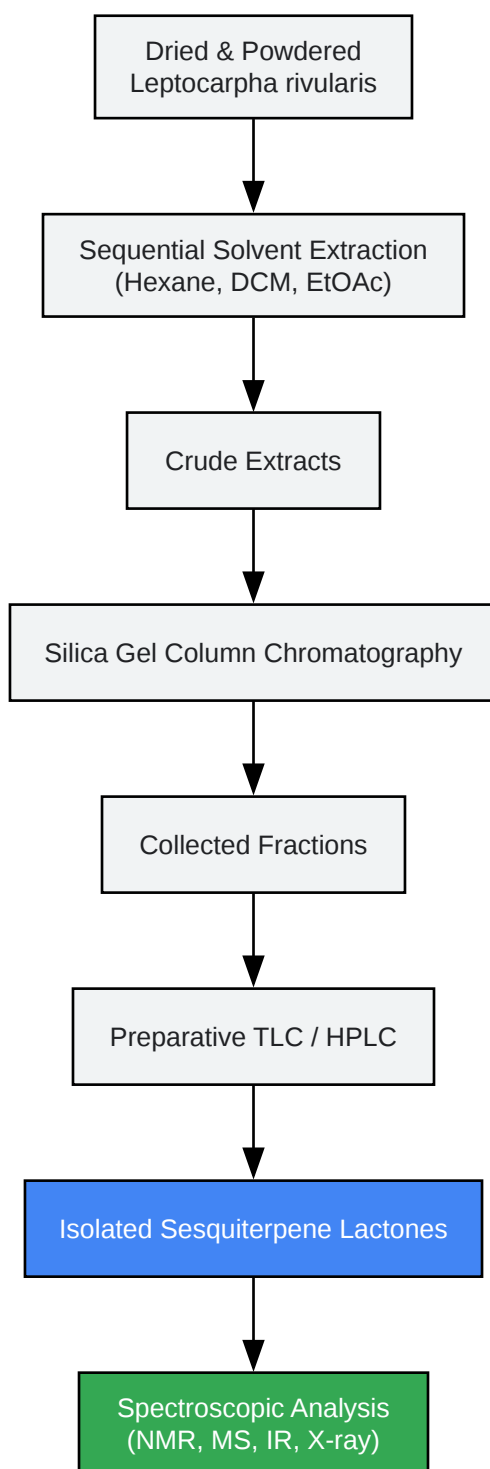 Dried & Powdered
Leptocarpha rivularis
Sequential Solvent Extraction
(Hexane, DCM, EtOAc)
Crude Extracts
Silica Gel Column Chromatography
Collected Fractions
Preparative TLC / HPLC
Isolated Sesquiterpene Lactones
Spectroscopic Analysis
(NMR, MS, IR, X-ray)